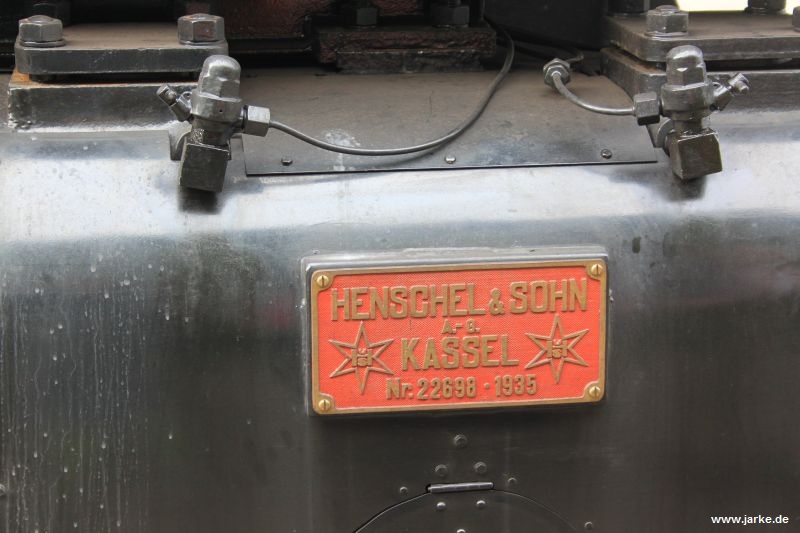 HENSCHEL & SOHN
A.-G.
KASSEL
Nr. 22698 · 1935
www.jarke.de